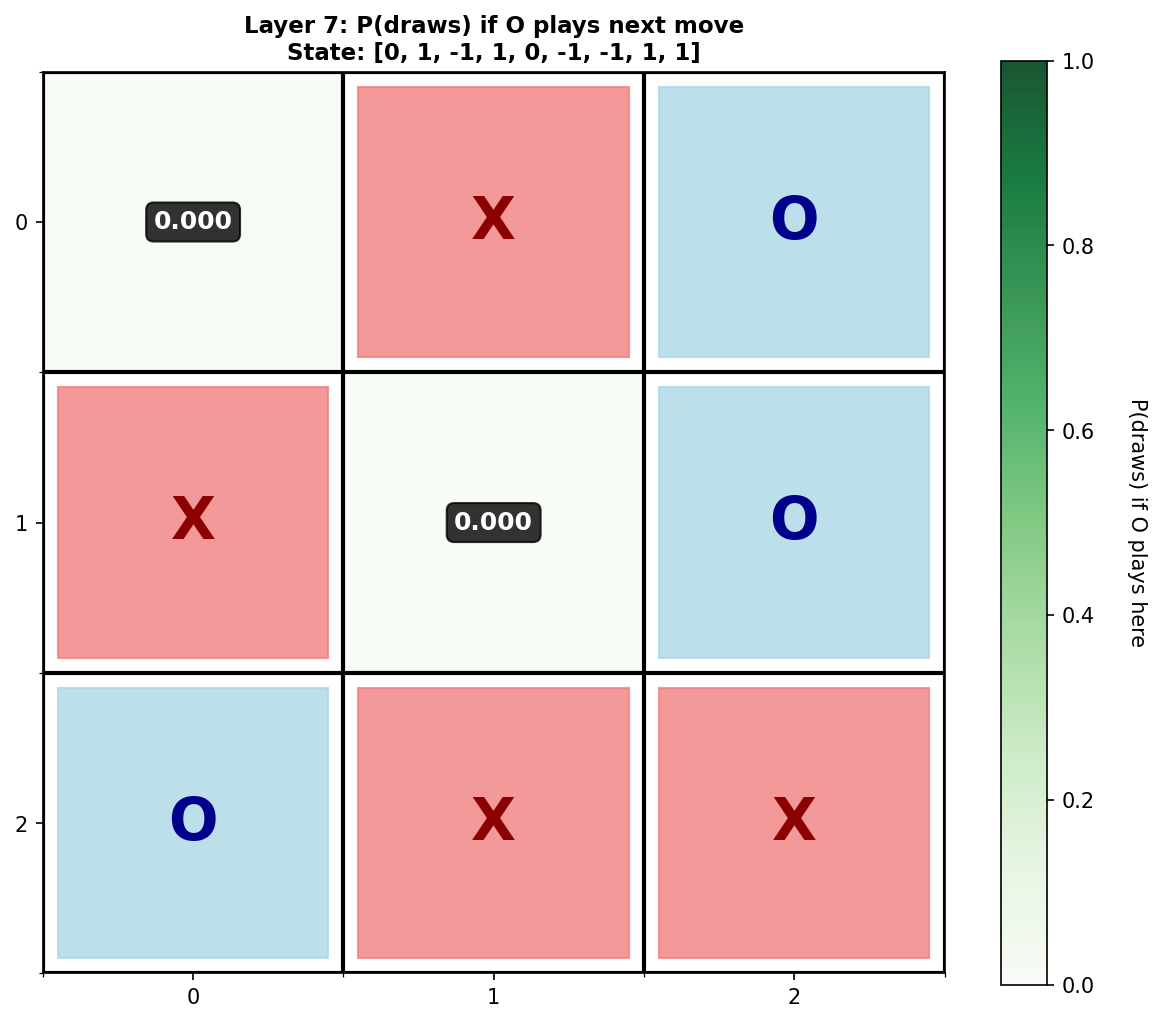 Layer 7: P(draws) if O plays next move
State: [0, 1, -1, 1, 0, -1, -1, 1, 1]
0
0.000
X
O
1
X
0.000
O
2
O
X
X
0
1
2
1.0
0.8
0.6
0.4
0.2
0.0
P(draws) if O plays here